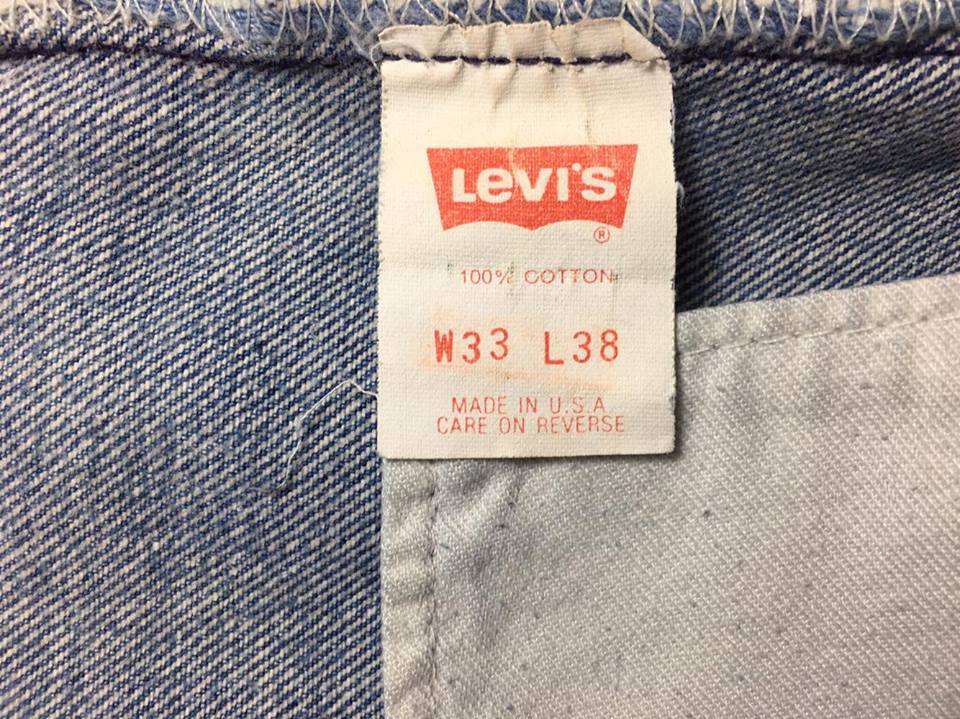 LeVI'S
®
100% COTTON
W33 L38
MADE IN U.S.A
CARE ON REVERSE